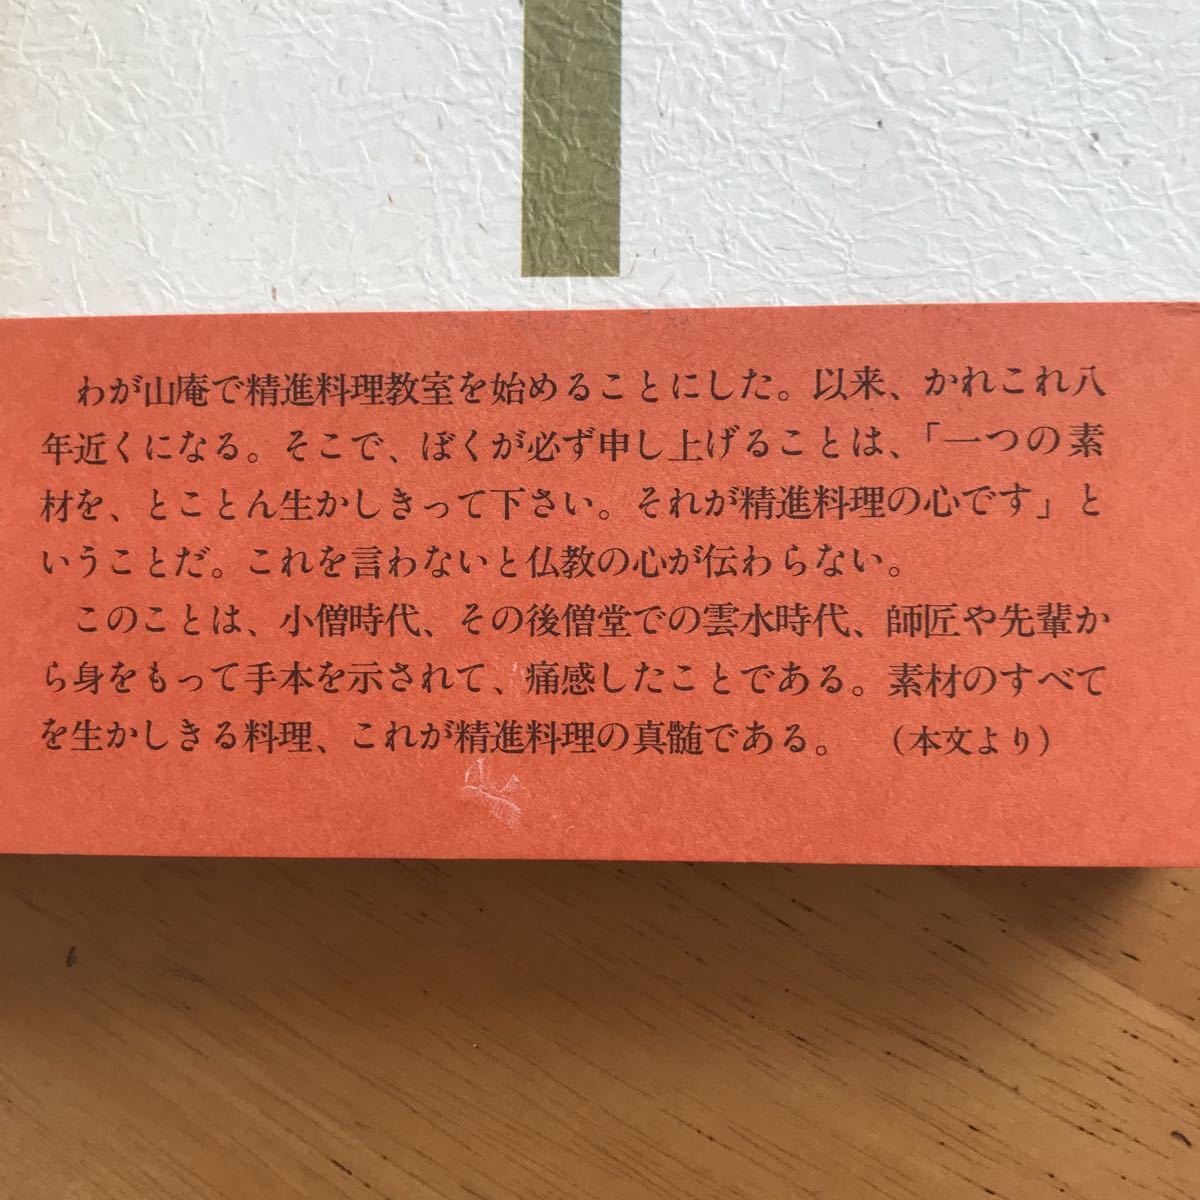 わが山庵で精進料理教室を始めることにした。以来、かれこれ八
年近くになる。そこで、ぼくが必ず申し上げることは、「一つの素
材を、とことん生かしきって下さい。それが精進料理の心です」と
いうことだ。これを言わないと仏教の心が伝わらない。
このことは、小僧時代、その後僧堂での雲水時代、師匠や先輩か
ら身をもって手本を示されて、痛感したことである。素材のすべて
を生かしきる料理、これが精進料理の真髄である。　（本文より）